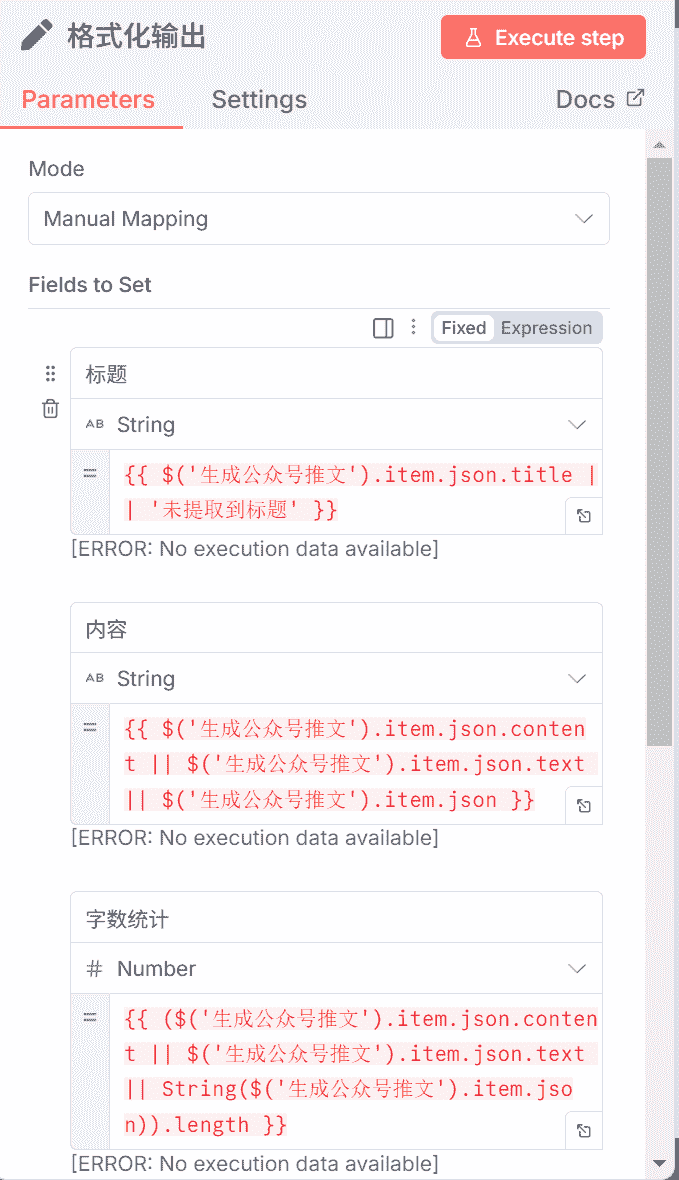 格式化输出
Execute step
Parameters Settings Docs
Mode
Manual Mapping
Fields to Set
Fixed Expression
标题
AB String
= {{ $('生成公众号推文').item.json.title |
| '未提取到标题' }}
[ERROR: No execution data available]
内容
AB String
= {{ $('生成公众号推文').item.json.conten
t || $('生成公众号推文').item.json.text
|| $('生成公众号推文').item.json }}
[ERROR: No execution data available]
字数统计
# Number
= {{ ($('生成公众号推文').item.json.conten
t || $('生成公众号推文').item.json.text
|| String($('生成公众号推文').item.jso
n)).length }}
[ERROR: No execution data available]